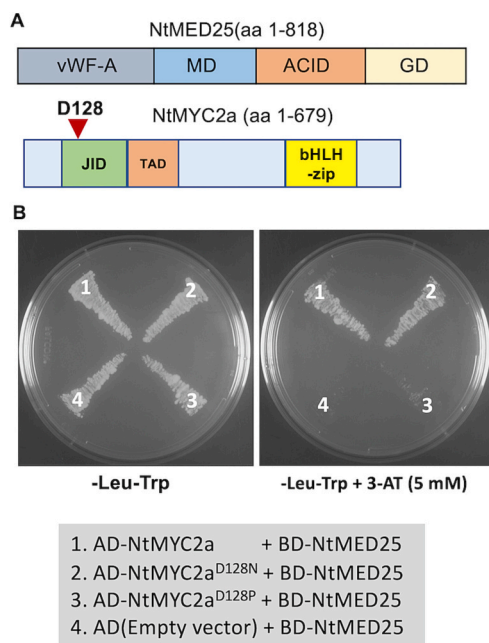 A
NtMED25(aa 1-818)
vWF-A MD ACID GD
D128
NtMYC2a (aa 1-679)
JID TAD bHLH
-zip
B
1 2
4 3
1 2
4 3
-Leu-Trp
-Leu-Trp + 3-AT (5 mM)
1. AD-NtMYC2a + BD-NtMED25
2. AD-NtMYC2aD128N + BD-NtMED25
3. AD-NtMYC2aD128P + BD-NtMED25
4. AD(Empty vector) + BD-NtMED25